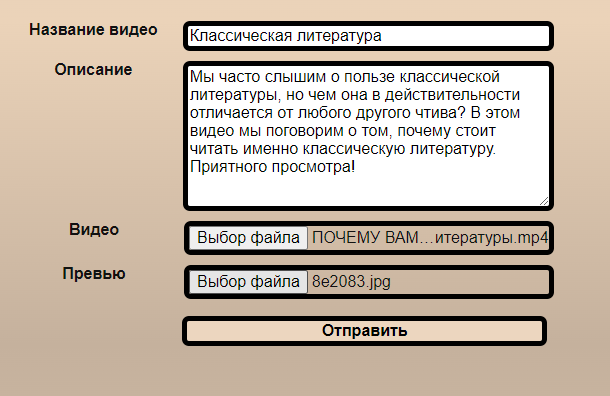 Название видео
Классическая литература
Описание
Мы часто слышим о пользе классической
литературы, но чем она в действительности
отличается от любого другого чтива? В этом
видео мы поговорим о том, почему стоит
читать именно классическую литературу.
Приятного просмотра!
Видео
Выбор файла ПОЧЕМУ ВАМ…итературы.mp4
Превью
Выбор файла 8e2083.jpg
Отправить